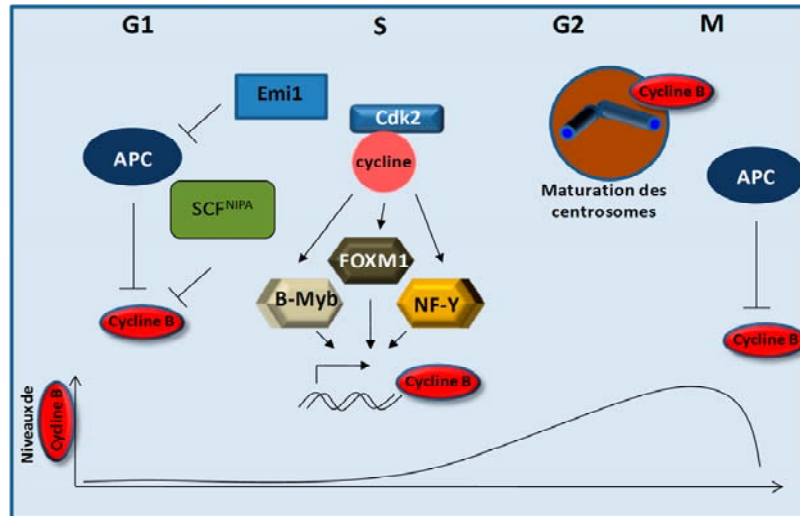 G1
S
G2
M
Emi1
Cdk2
Cycline B
APC
cycline
SCF^NIPA
Maturation des
centrosomes
APC
FOXM1
B-Myb
NF-Y
Cycline B
Cycline B
Cycline B
Niveaux de
Cycline B